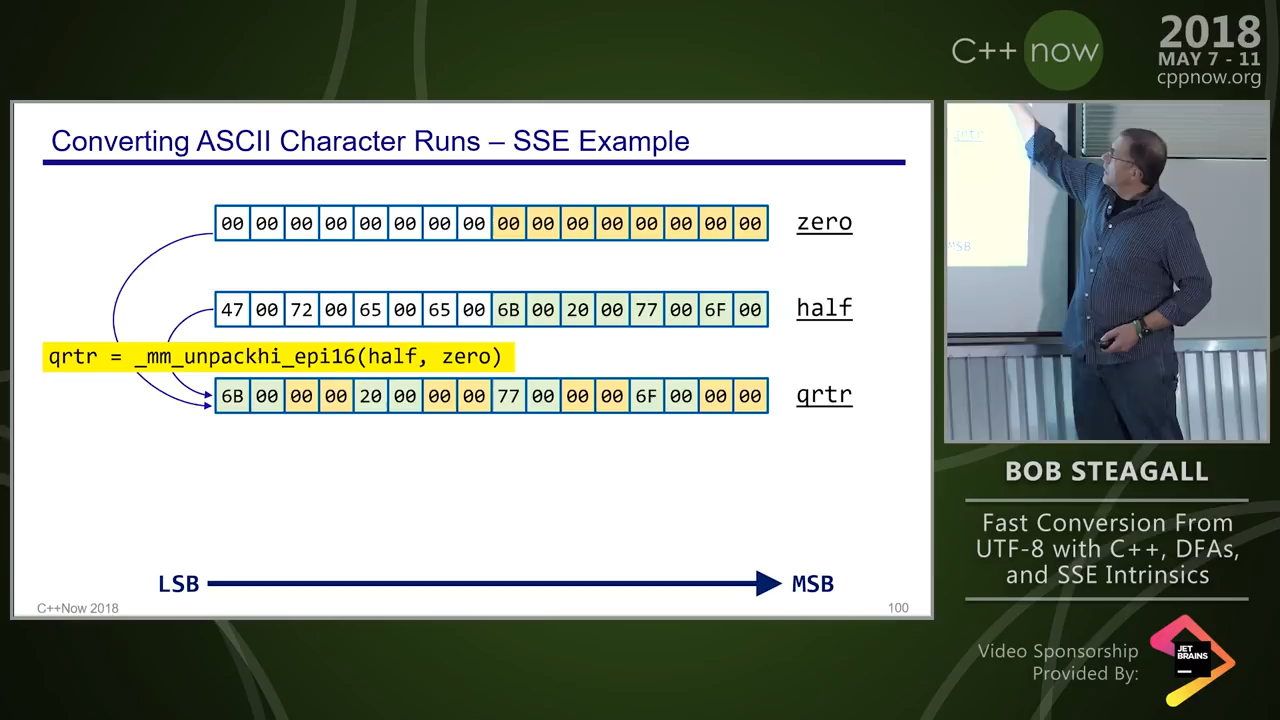 C++ now
2018
MAY 7 - 11
cppnow.org
Converting ASCII Character Runs – SSE Example
00 00 00 00 00 00 00 00 00 00 00 00 00 00 00 00 zero
47 00 72 00 65 00 65 00 6B 00 20 00 77 00 6F 00 half
qrtr = _mm_unpackhi_epi16(half, zero)
6B 00 00 00 20 00 00 00 77 00 00 00 6F 00 00 00 qrtr
LSB MSB
C++Now 2018 100
qrtr
MSB
BOB STEAGALL
Fast Conversion From
UTF-8 with C++, DFAs,
and SSE Intrinsics
Video Sponsorship
Provided By:
JET
BRAINS